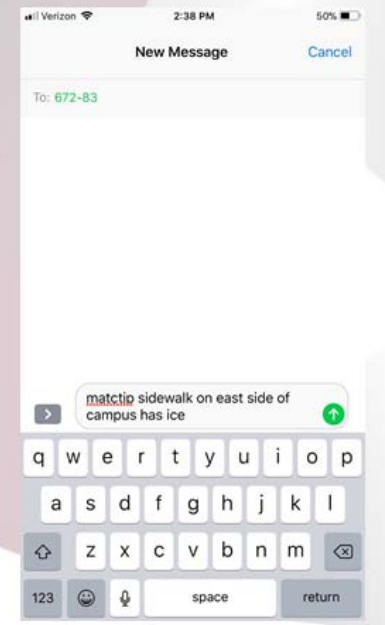 Verizon 2:38 PM 50%
New Message Cancel
To: 672-83
matctip sidewalk on east side of
campus has ice
q w e r t y u i o p
a s d f g h j k l
z x c v b n m
123 space return